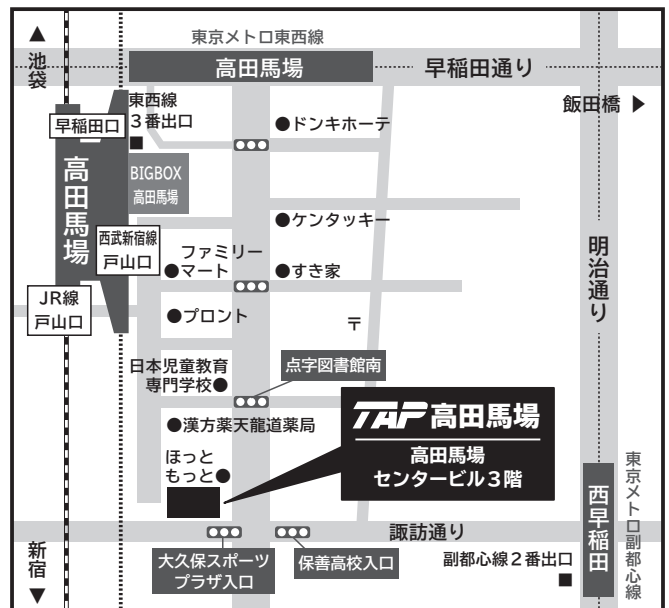 ▲
池袋
東京メトロ東西線
高田馬場
早稲田通り
飯田橋 ▶
早稲田口
東西線
3番出口
■
●ドンキホーテ
高田馬場
BIGBOX
高田馬場
西武新宿線
戸山口
●ケンタッキー
ファミリー
●マート
●すき家
明治通り
JR線
戸山口
●プロント
〒
日本児童教育
専門学校●
点字図書館南
TAP 高田馬場
高田馬場
センタービル3階
●漢方薬天龍道薬局
ほっと
もっと●
西早稲田
東京メトロ副都心線
諏訪通り
大久保スポーツ
プラザ入口
保善高校入口
副都心線2番出口
■
新宿
▼